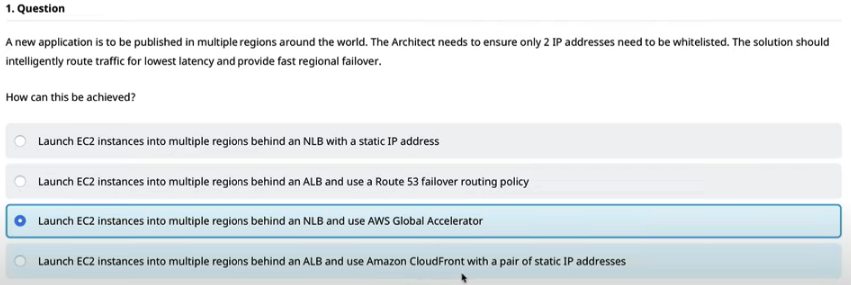 1. Question
A new application is to be published in multiple regions around the world. The Architect needs to ensure only 2 IP addresses need to be whitelisted. The solution should
intelligently route traffic for lowest latency and provide fast regional failover.
How can this be achieved?
Launch EC2 instances into multiple regions behind an NLB with a static IP address
Launch EC2 instances into multiple regions behind an ALB and use a Route 53 failover routing policy
Launch EC2 instances into multiple regions behind an NLB and use AWS Global Accelerator
Launch EC2 instances into multiple regions behind an ALB and use Amazon CloudFront with a pair of static IP addresses